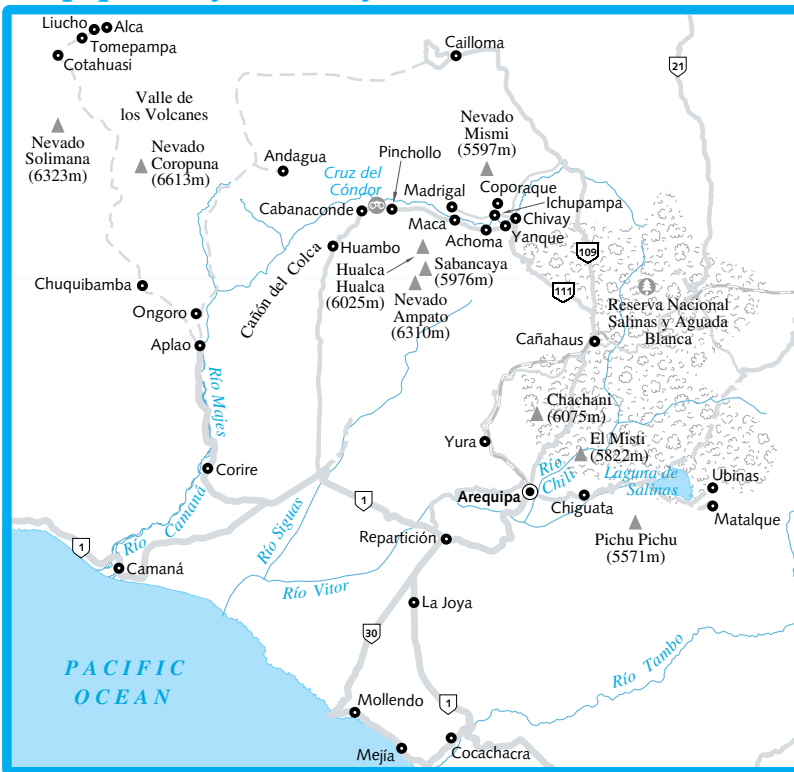 Liucho
Alca
Tomepampa
Cotahuasi
Cailloma
21
Valle de
los Volcanes
Nevado
Solimana
(6323m)
Nevado
Coropuna
(6613m)
Nevado
Mismi
(5597m)
Andagua
Pinchollo
Cruz del
Cóndor
Madrigal
Coporaque
Ichupampa
Cabanaconde
Maca
Chivay
Achoma
Yanque
Huambo
Cañón del Colca
Hualca
Hualca
(6025m)
Sabancaya
(5976m)
Nevado
Ampato
(6310m)
109
111
Chuquibamba
Ongoro
Aplao
Reserva Nacional
Salinas y Aguada
Blanca
Cañahaus
Río Majes
Chachani
(6075m)
Yura
El Misti
(5822m)
Corire
Río
Chili
Laguna de
Salinas
Ubinas
Arequipa
Chiguata
Matalque
1
Río
Camaná
Río Siguas
Repartición
Pichu Pichu
(5571m)
1
Camaná
Río Vitor
La Joya
30
PACIFIC
OCEAN
Río Tambo
Mollendo
1
Mejía
Cocachacra